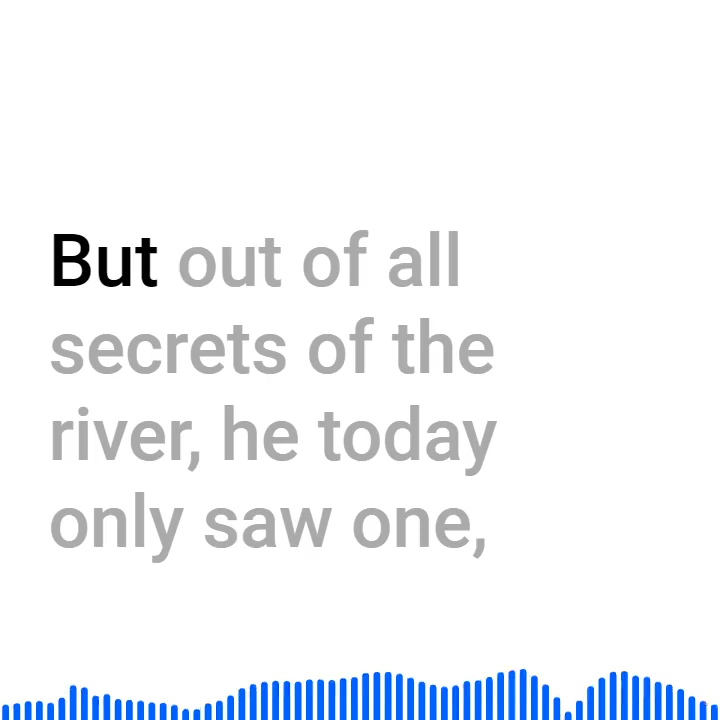 But out of all
secrets of the
river, he today
only saw one,